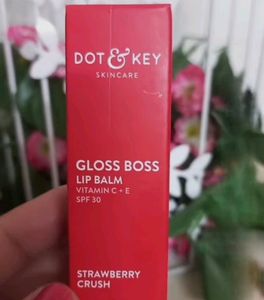 DOT & KEY
SKINCARE
GLOSS BOSS
LIP BALM
VITAMIN C + E
SPF 30
STRAWBERRY
CRUSH